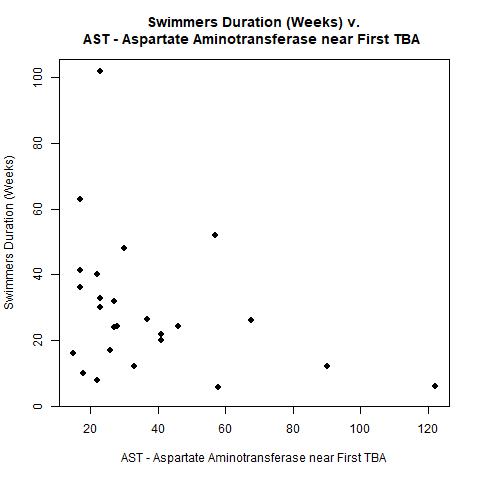 Swimmers Duration (Weeks) v.
AST - Aspartate Aminotransferase near First TBA
Swimmers Duration (Weeks)
100
80
60
40
20
0
20 40 60 80 100 120
AST - Aspartate Aminotransferase near First TBA